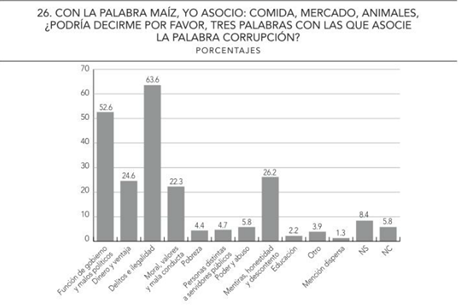 26. CON LA PALABRA MAÍZ, YO ASOCIO: COMIDA, MERCADO, ANIMALES,
¿PODRÍA DECIRME POR FAVOR, TRES PALABRAS CON LAS QUE ASOCIE
LA PALABRA CORRUPCIÓN?
PORCENTAJES
70
60
50
40
30
20
10
0
52.6
24.6
63.6
22.3
4.4
4.7
5.8
26.2
2.2
3.9
1.3
8.4
5.8
Función de gobierno
y malos políticos
Dinero y ventaja
Delitos e ilegalidad
Moral, valores
y mala conducta
Pobreza
Personas distintas
a servidores públicos
Poder y abuso
Mentiras, honestidad
y descontento
Educación
Otro
Mención dispersa
NS
NC